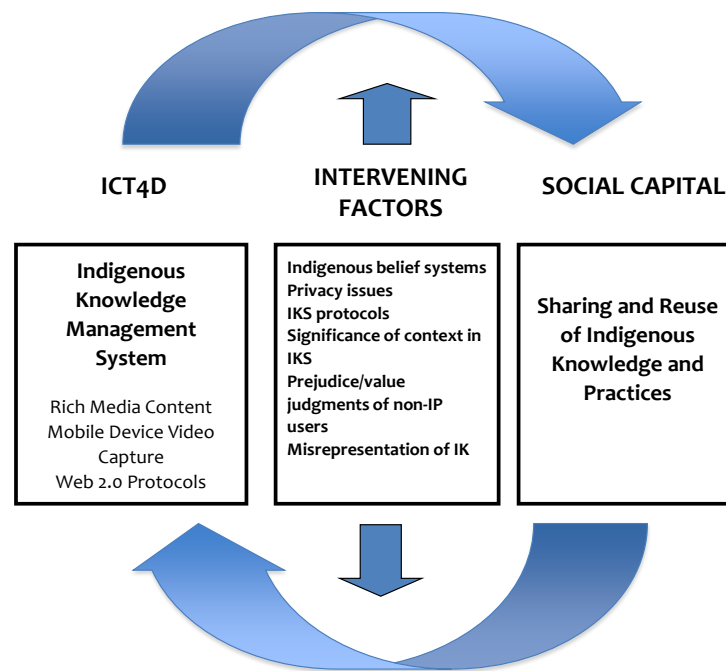 ICT4D
INTERVENING
FACTORS
SOCIAL CAPITAL
Indigenous
Knowledge
Management
System
Rich Media Content
Mobile Device Video
Capture
Web 2.0 Protocols
Indigenous belief systems
Privacy issues
IKS protocols
Significance of context in
IKS
Prejudice/value
judgments of non-IP
users
Misrepresentation of IK
Sharing and Reuse
of Indigenous
Knowledge and
Practices